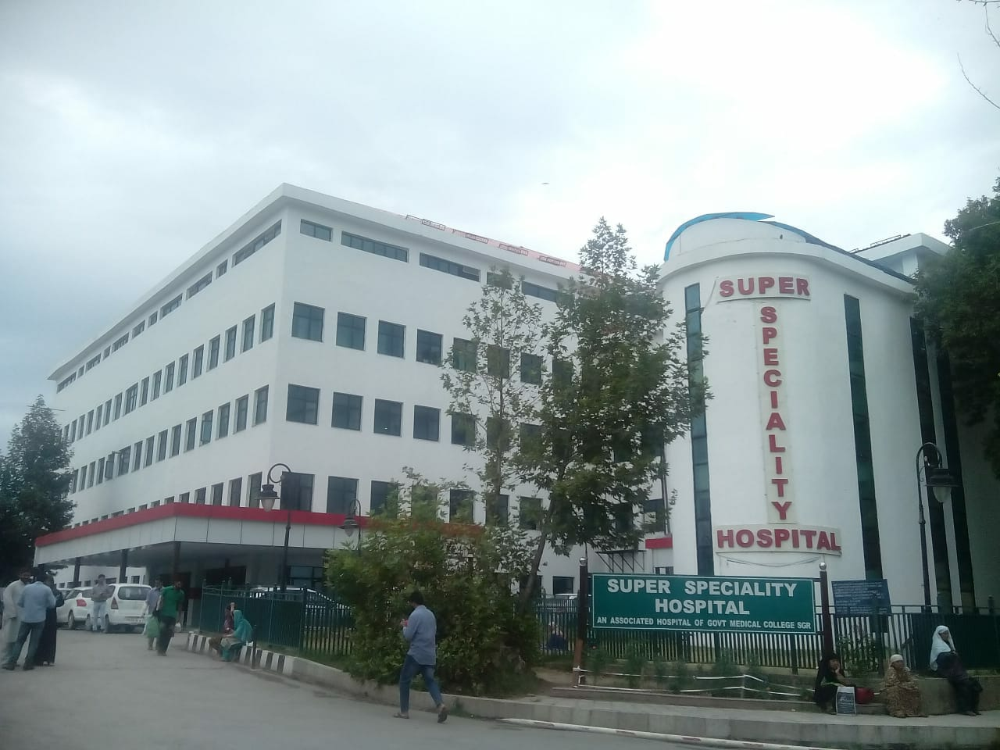 SUPER
SPECIALITY
HOSPITAL
SUPER SPECIALITY
HOSPITAL
AN ASSOCIATED HOSPITAL OF GOVT MEDICAL COLLEGE SGR